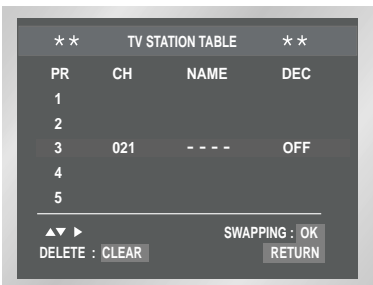 ** TV STATION TABLE **
PR CH NAME DEC
1
2
3 021 - - - - OFF
4
5
▲▼ ▶ SWAPPING : OK
DELETE : CLEAR RETURN